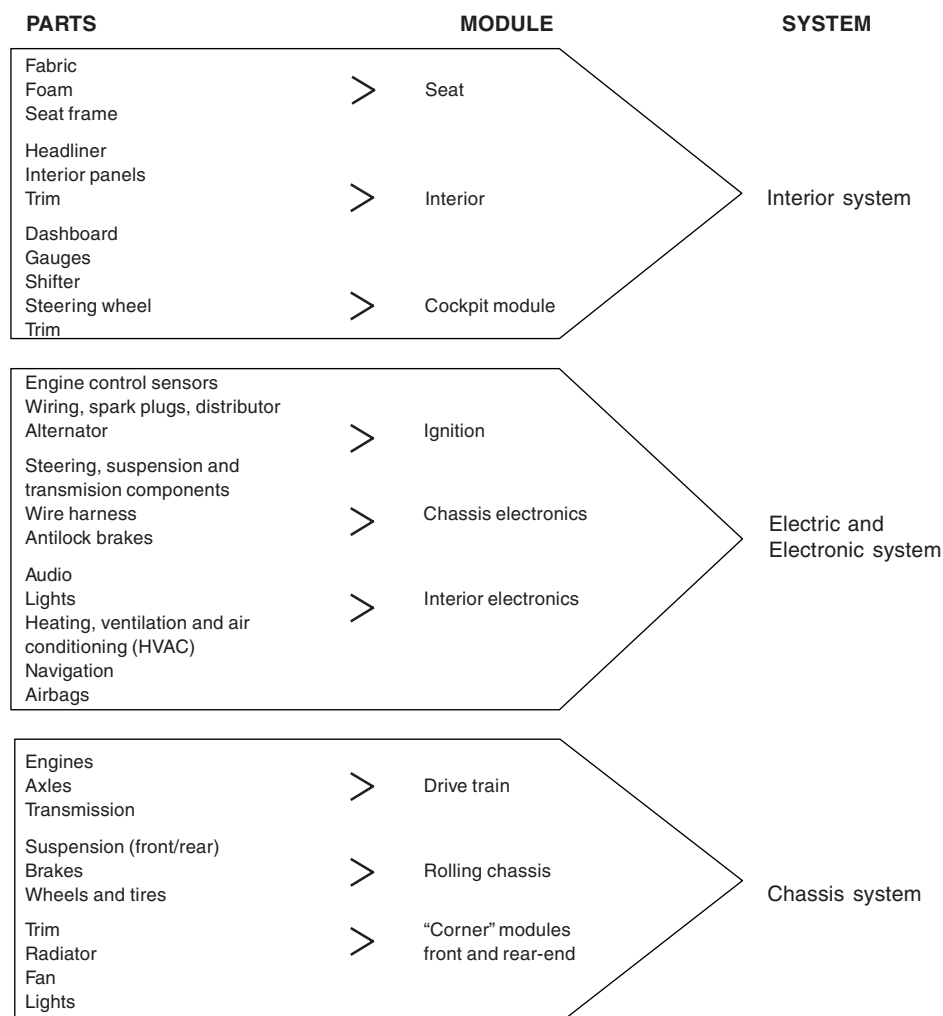 PARTS MODULE SYSTEM
Fabric
Foam
Seat frame
> Seat
Headliner
Interior panels
Trim
> Interior
Dashboard
Gauges
Shifter
Steering wheel
Trim
> Cockpit module
Interior system
Engine control sensors
Wiring, spark plugs, distributor
Alternator
> Ignition
Steering, suspension and
transmision components
Wire harness
Antilock brakes
> Chassis electronics
Audio
Lights
Heating, ventilation and air
conditioning (HVAC)
Navigation
Airbags
> Interior electronics
Electric and
Electronic system
Engines
Axles
Transmission
> Drive train
Suspension (front/rear)
Brakes
Wheels and tires
> Rolling chassis
Trim
Radiator
Fan
Lights
> “Corner” modules
front and rear-end
Chassis system